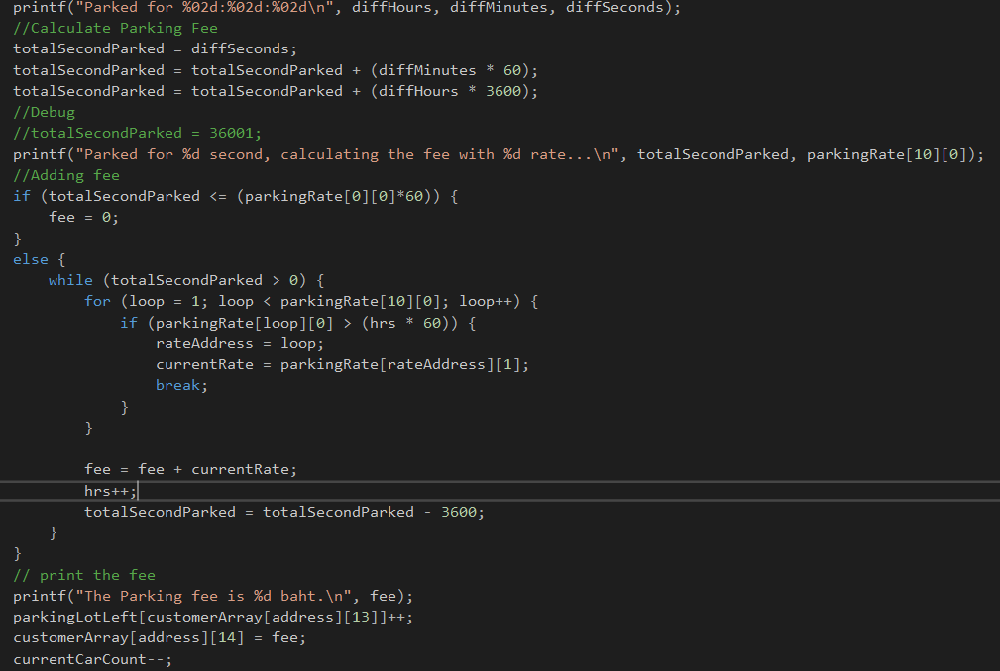 printf("Parked for %02d:%02d:%02d\n", diffHours, diffMinutes, diffSeconds);
//Calculate Parking Fee
totalSecondParked = diffSeconds;
totalSecondParked = totalSecondParked + (diffMinutes * 60);
totalSecondParked = totalSecondParked + (diffHours * 3600);
//Debug
//totalSecondParked = 36001;
printf("Parked for %d second, calculating the fee with %d rate...\n", totalSecondParked, parkingRate[10][0]);
//Adding fee
if (totalSecondParked <= (parkingRate[0][0]*60)) {
    fee = 0;
}
else {
    while (totalSecondParked > 0) {
        for (loop = 1; loop < parkingRate[10][0]; loop++) {
            if (parkingRate[loop][0] > (hrs * 60)) {
                rateAddress = loop;
                currentRate = parkingRate[rateAddress][1];
                break;
            }
        }

        fee = fee + currentRate;
        hrs++;
        totalSecondParked = totalSecondParked - 3600;
    }
}
// print the fee
printf("The Parking fee is %d baht.\n", fee);
parkingLotLeft[customerArray[address][13]]++;
customerArray[address][14] = fee;
currentCarCount--;